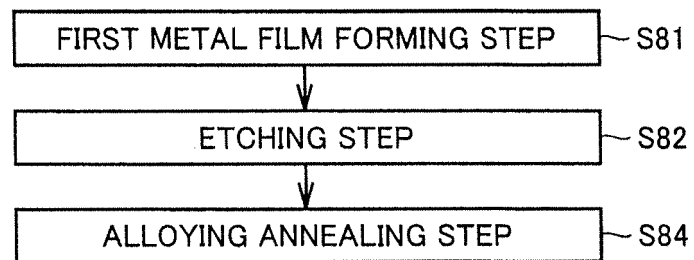 FIRST METAL FILM FORMING STEP S81
ETCHING STEP S82
ALLOYING ANNEALING STEP S84